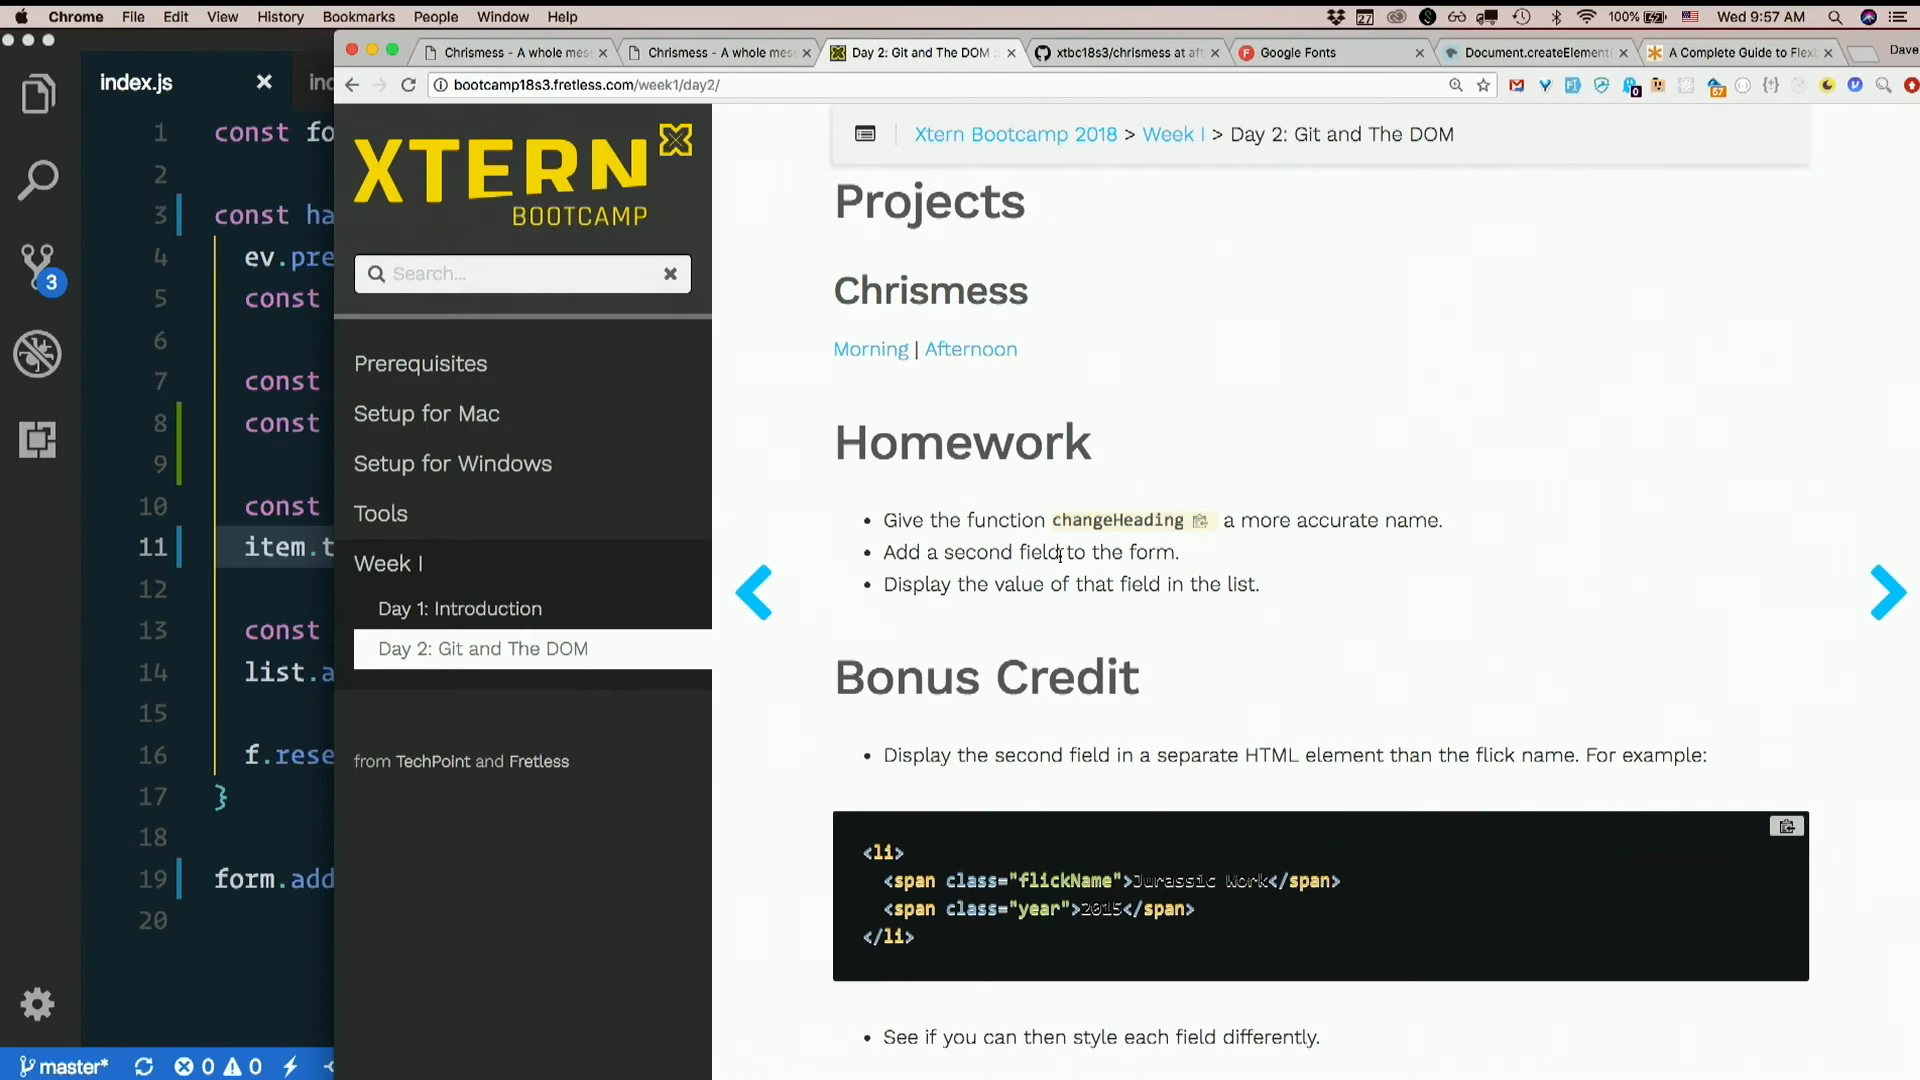 Chrome File Edit View History Bookmarks People Window Help
27 100% Wed 9:57 AM
index.js
Chrismess - A whole mes
Chrismess - A whole mess
Day 2: Git and The DOM ::
xtbc18s3/chrismess at aft
Google Fonts
Document.createElement(
A Complete Guide to Flexb
Dave
bootcamp18s3.fretless.com/week1/day2/
0
57
3
1 const fo
2
3 const ha
4 ev.pre
5 const
6
7 const
8 const
9
10 const
11 item.t
12
13 const
14 list.a
15
16 f.rese
17 }
18
19 form.add
20
master* 0 0
XTERN
BOOTCAMP
Search...
Prerequisites
Setup for Mac
Setup for Windows
Tools
Week I
Day 1: Introduction
Day 2: Git and The DOM
from TechPoint and Fretless
Xtern Bootcamp 2018 > Week I > Day 2: Git and The DOM
Projects
Chrismess
Morning | Afternoon
Homework
• Give the function changeHeading a more accurate name.
• Add a second field to the form.
• Display the value of that field in the list.
Bonus Credit
• Display the second field in a separate HTML element than the flick name. For example:
<li>
<span class="flickName">Jurassic Work</span>
<span class="year">2015</span>
</li>
• See if you can then style each field differently.